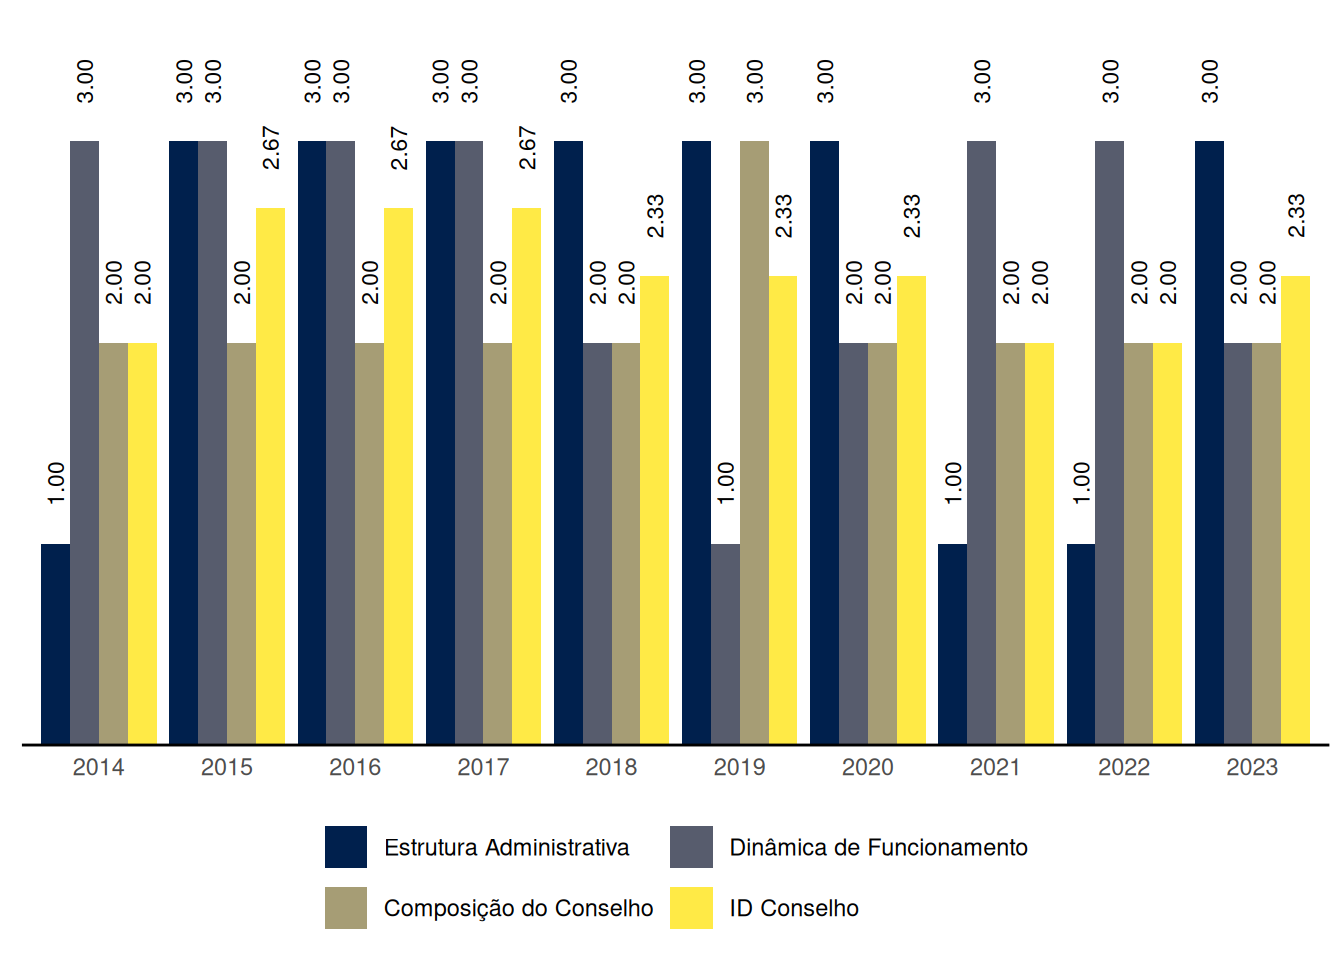 3.00 3.00 3.00 3.00 3.00 3.00 3.00 3.00 3.00 3.00 3.00 3.00 3.00 3.00
2.67 2.67 2.67
2.33 2.33 2.33 2.33
2.00 2.00 2.00 2.00 2.00 2.00 2.00 2.00 2.00 2.00 2.00 2.00 2.00 2.00 2.00
1.00 1.00 1.00 1.00
2014 2015 2016 2017 2018 2019 2020 2021 2022 2023
Estrutura Administrativa Dinâmica de Funcionamento
Composição do Conselho ID Conselho